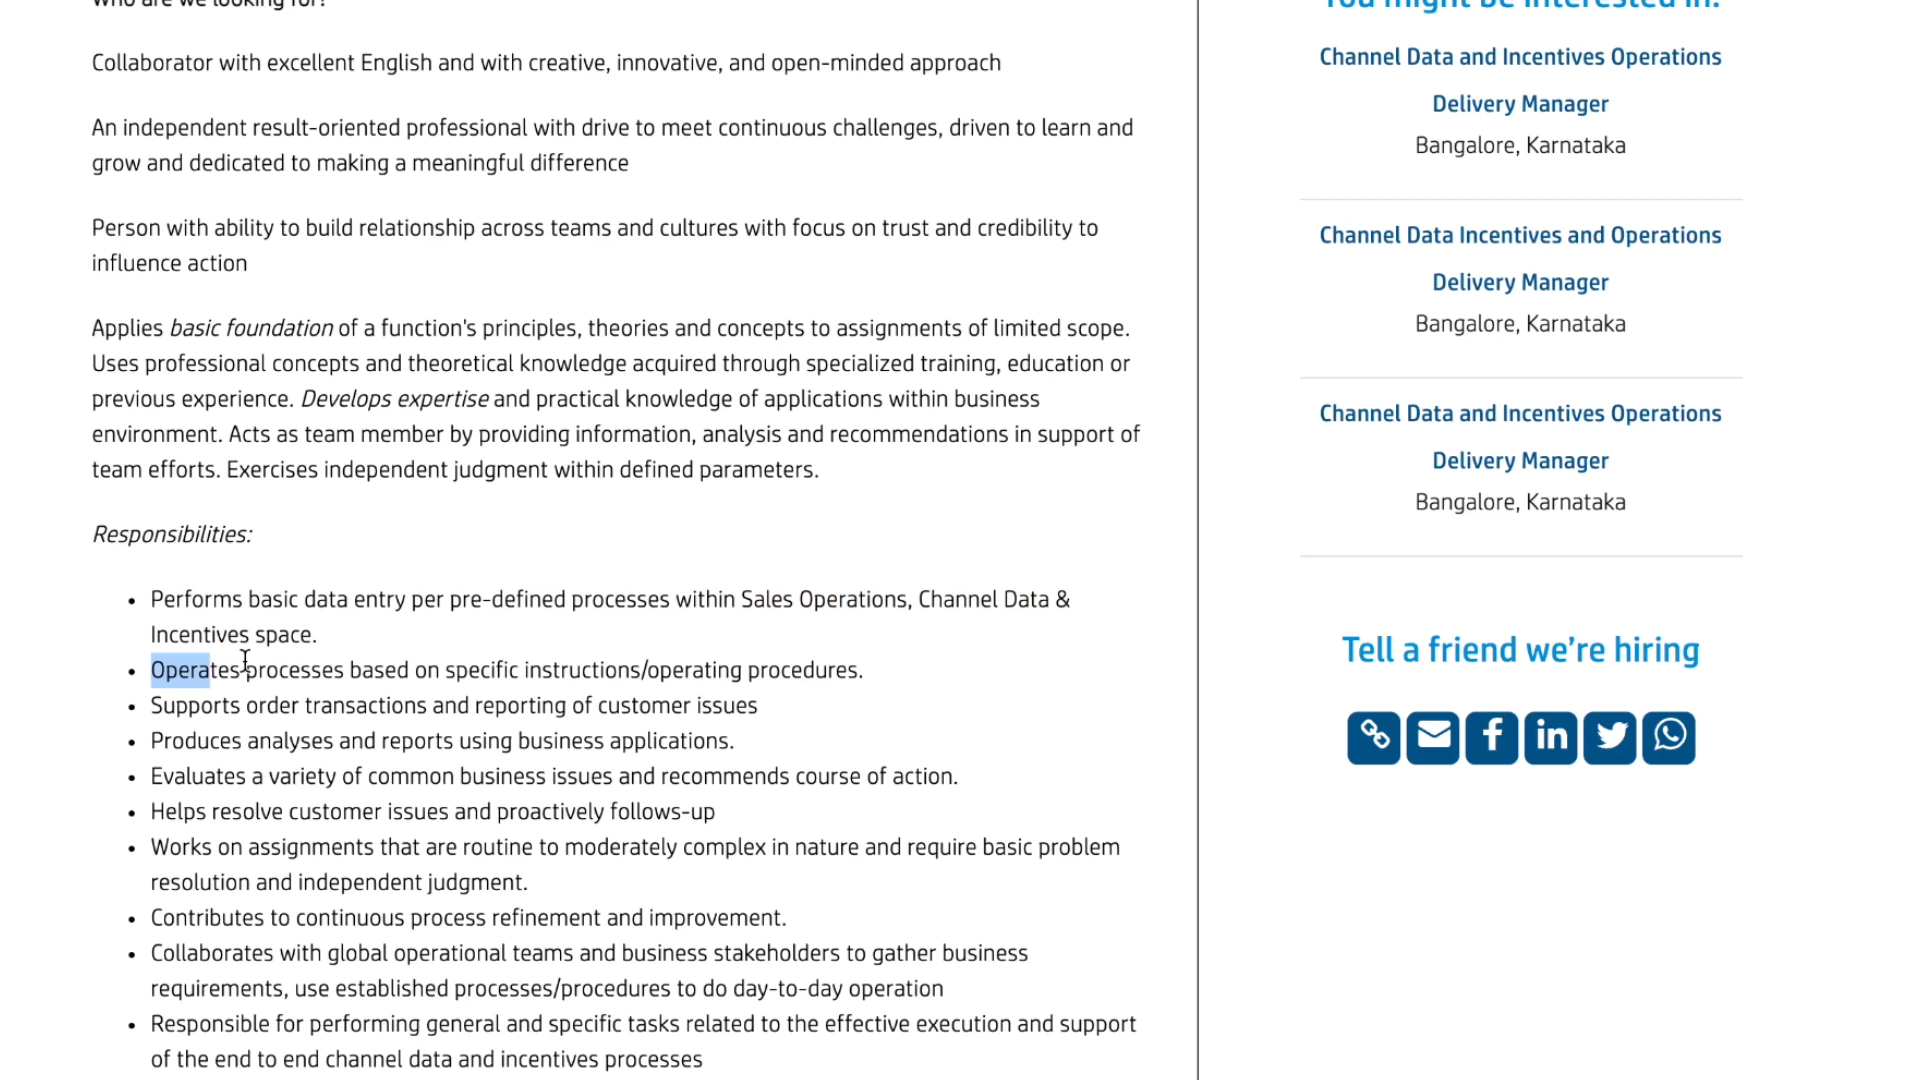 Who are we looking for?
Collaborator with excellent English and with creative, innovative, and open-minded approach
An independent result-oriented professional with drive to meet continuous challenges, driven to learn and
grow and dedicated to making a meaningful difference
Person with ability to build relationship across teams and cultures with focus on trust and credibility to
influence action
Applies basic foundation of a function's principles, theories and concepts to assignments of limited scope.
Uses professional concepts and theoretical knowledge acquired through specialized training, education or
previous experience. Develops expertise and practical knowledge of applications within business
environment. Acts as team member by providing information, analysis and recommendations in support of
team efforts. Exercises independent judgment within defined parameters.
Responsibilities:
• Performs basic data entry per pre-defined processes within Sales Operations, Channel Data &
Incentives space.
• Operates processes based on specific instructions/operating procedures.
• Supports order transactions and reporting of customer issues
• Produces analyses and reports using business applications.
• Evaluates a variety of common business issues and recommends course of action.
• Helps resolve customer issues and proactively follows-up
• Works on assignments that are routine to moderately complex in nature and require basic problem
resolution and independent judgment.
• Contributes to continuous process refinement and improvement.
• Collaborates with global operational teams and business stakeholders to gather business
requirements, use established processes/procedures to do day-to-day operation
• Responsible for performing general and specific tasks related to the effective execution and support
of the end to end channel data and incentives processes
You might be interested in:
Channel Data and Incentives Operations
Delivery Manager
Bangalore, Karnataka
Channel Data Incentives and Operations
Delivery Manager
Bangalore, Karnataka
Channel Data and Incentives Operations
Delivery Manager
Bangalore, Karnataka
Tell a friend we’re hiring